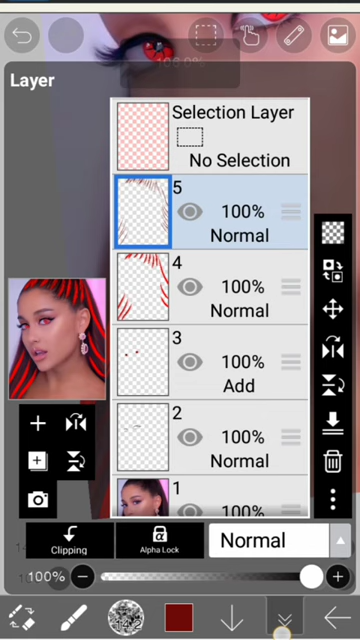 Layer
Selection Layer
No Selection
5
100%
Normal
4
100%
Normal
3
100%
Add
2
100%
Normal
1
100%
Clipping
Alpha Lock
Normal
100%